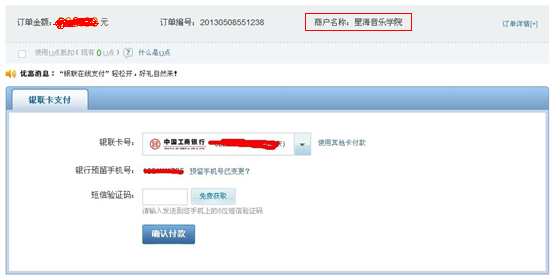 订单金额: 元 订单编号: 20130508551238 商户名称: 星海音乐学院 订单详情[+]
使用U点抵扣 (现有 0 U点) ? 什么是U点
优惠消息: "银联在线支付"轻松开, 好礼自然来!
银联卡支付
银联卡号: 中国工商银行 卡) 使用其他卡付款
银行预留手机号: 预留手机号已变更?
短信验证码: 免费获取
请输入发送到您手机上的6位短信验证码
确认付款